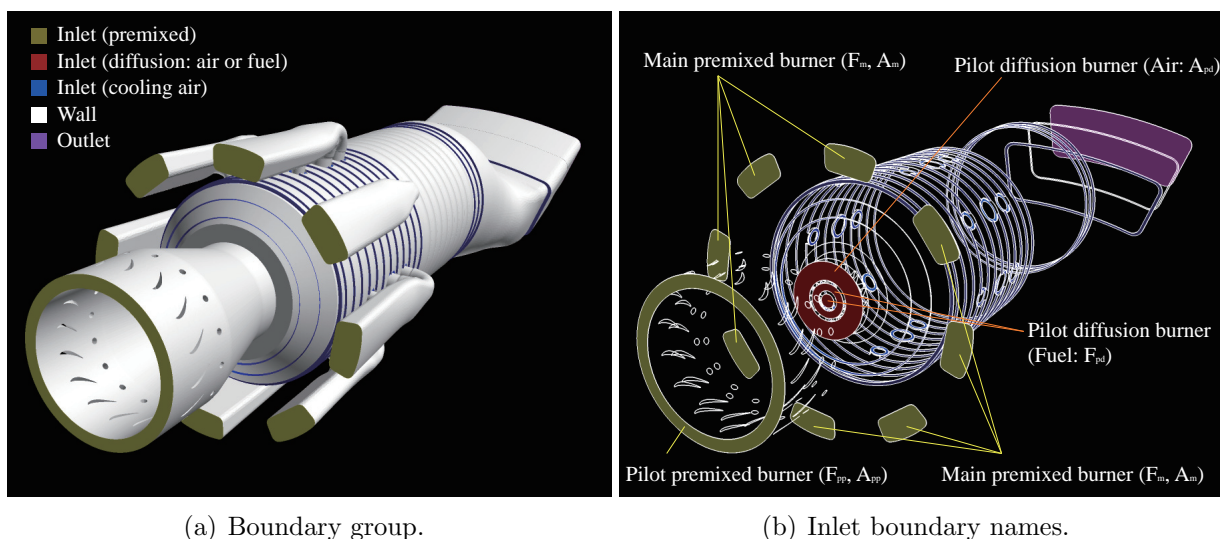 Inlet (premixed)
Inlet (diffusion: air or fuel)
Inlet (cooling air)
Wall
Outlet
Main premixed burner (Fm, Am)
Pilot diffusion burner (Air: Apd)
Pilot diffusion burner
(Fuel: Fpd)
Pilot premixed burner (Fpp, App)
Main premixed burner (Fm, Am)
(a) Boundary group.
(b) Inlet boundary names.